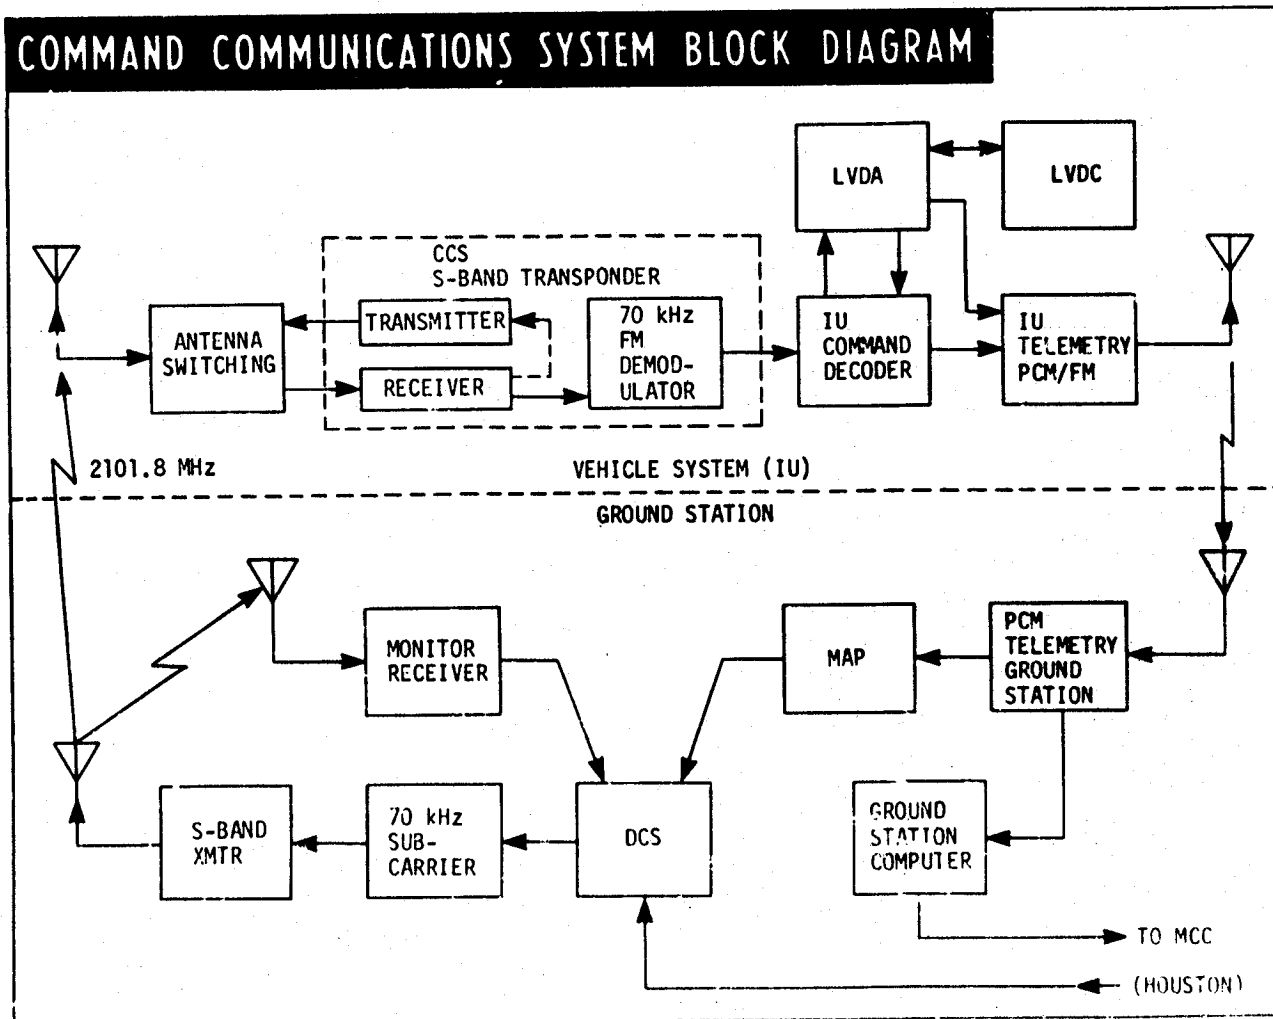 COMMAND COMMUNICATIONS SYSTEM BLOCK DIAGRAM
LVDA
LVDC
CCS
S-BAND TRANSPONDER
ANTENNA
SWITCHING
TRANSMITTER
RECEIVER
70 kHz
FM
DEMOD-
ULATOR
IU
COMMAND
DECODER
IU
TELEMETRY
PCM/FM
2101.8 MHz
VEHICLE SYSTEM (IU)
GROUND STATION
MONITOR
RECEIVER
MAP
PCM
TELEMETRY
GROUND
STATION
S-BAND
XMTR
70 kHz
SUB-
CARRIER
DCS
GROUND
STATION
COMPUTER
TO MCC
(HOUSTON)